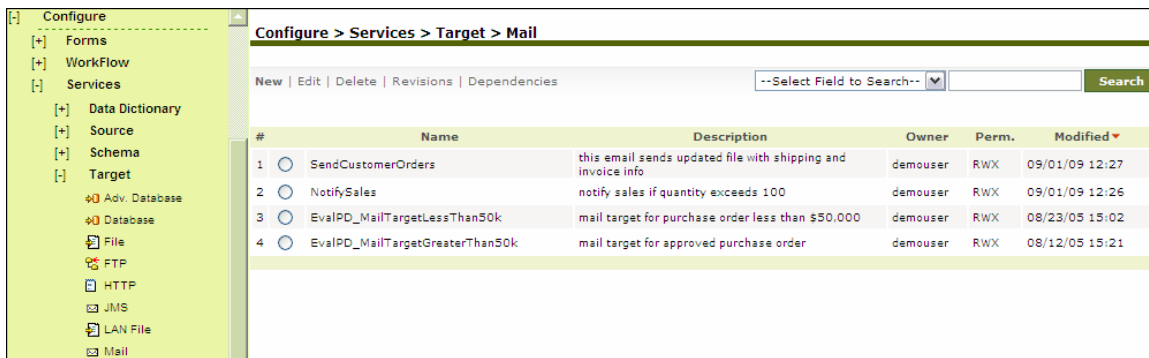 [-] Configure
[+] Forms
[+] WorkFlow
[-] Services
[+] Data Dictionary
[+] Source
[+] Schema
[-] Target
Adv. Database
Database
File
FTP
HTTP
JMS
LAN File
Mail
Configure > Services > Target > Mail
New | Edit | Delete | Revisions | Dependencies --Select Field to Search-- Search
# Name Description Owner Perm. Modified
1 SendCustomerOrders this email sends updated file with shipping and
invoice info demouser RWX 09/01/09 12:27
2 NotifySales notify sales if quantity exceeds 100 demouser RWX 09/01/09 12:26
3 EvalPD_MailTargetLessThan50k mail target for purchase order less than $50,000 demouser RWX 08/23/05 15:02
4 EvalPD_MailTargetGreaterThan50k mail target for approved purchase order demouser RWX 08/12/05 15:21